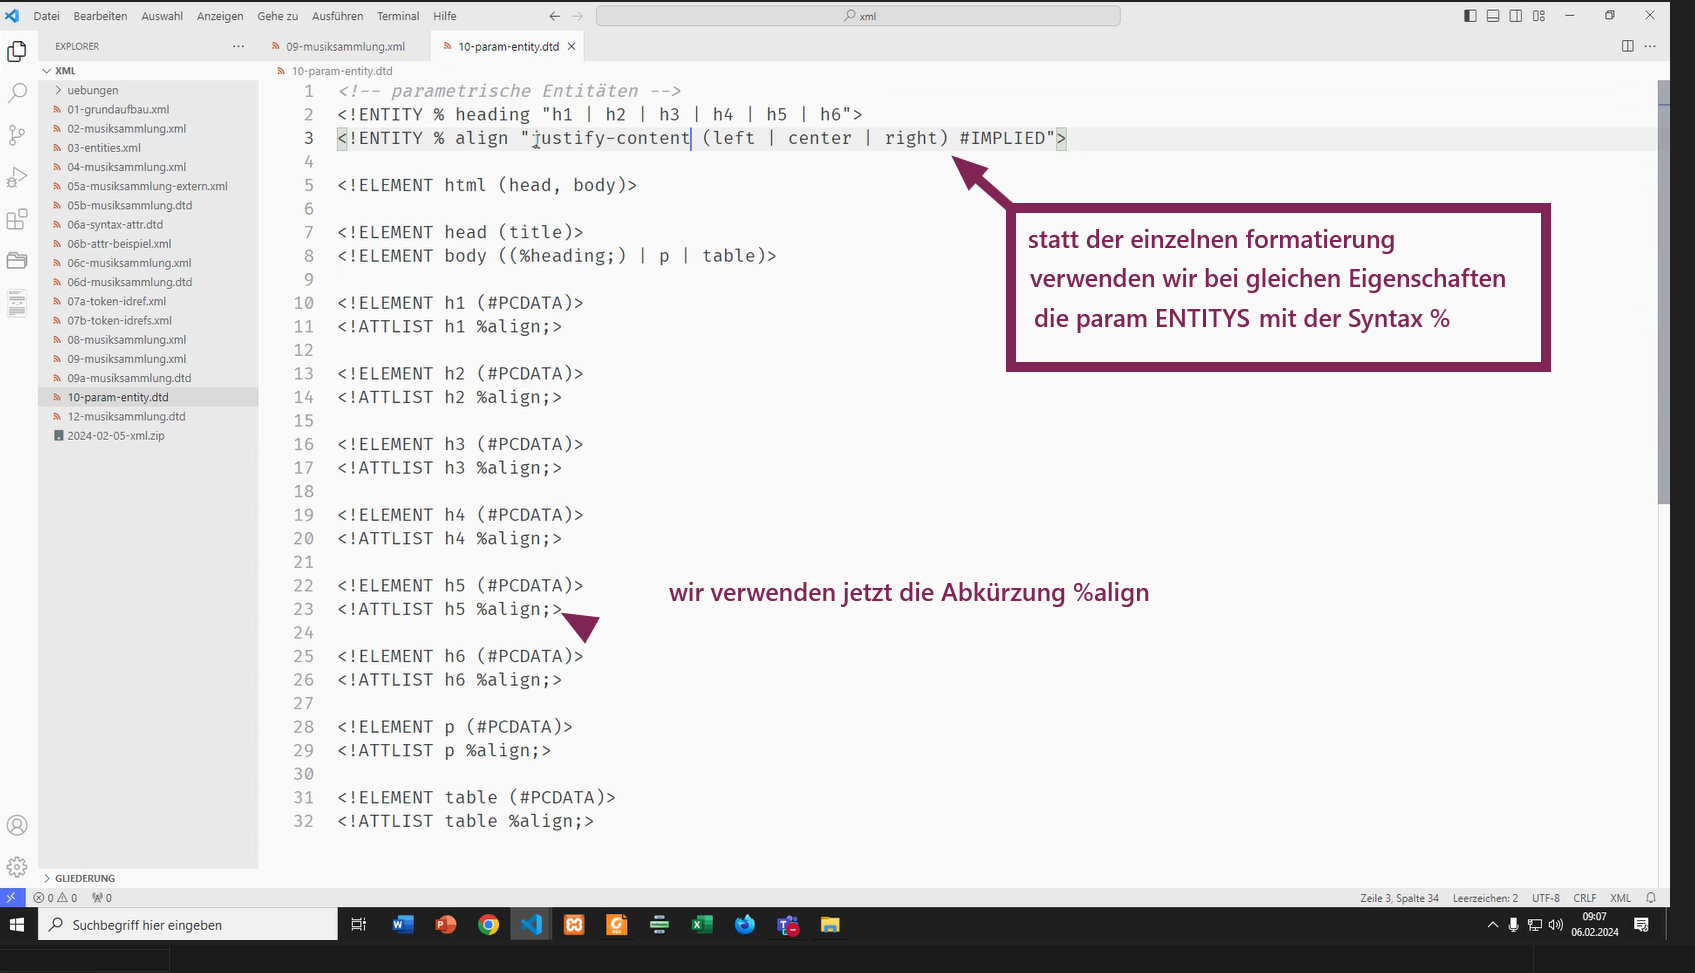 Datei Bearbeiten Auswahl Anzeigen Gehe zu Ausführen Terminal Hilfe
xml
EXPLORER
XML
uebungen
01-grundaufbau.xml
02-musiksammlung.xml
03-entities.xml
04-musiksammlung.xml
05a-musiksammlung-extern.xml
05b-musiksammlung.dtd
06a-syntax-attr.dtd
06b-attr-beispiel.xml
06c-musiksammlung.xml
06d-musiksammlung.dtd
07a-token-idref.xml
07b-token-idrefs.xml
08-musiksammlung.xml
09-musiksammlung.xml
09a-musiksammlung.dtd
10-param-entity.dtd
12-musiksammlung.dtd
2024-02-05-xml.zip
GLIEDERUNG
09-musiksammlung.xml
10-param-entity.dtd
10-param-entity.dtd
1 <!-- parametrische Entitäten -->
2 <!ENTITY % heading "h1 | h2 | h3 | h4 | h5 | h6">
3 <!ENTITY % align "justify-content (left | center | right) #IMPLIED">
4
5 <!ELEMENT html (head, body)>
6
7 <!ELEMENT head (title)>
8 <!ELEMENT body ((%heading;) | p | table)>
9
10 <!ELEMENT h1 (#PCDATA)>
11 <!ATTLIST h1 %align;>
12
13 <!ELEMENT h2 (#PCDATA)>
14 <!ATTLIST h2 %align;>
15
16 <!ELEMENT h3 (#PCDATA)>
17 <!ATTLIST h3 %align;>
18
19 <!ELEMENT h4 (#PCDATA)>
20 <!ATTLIST h4 %align;>
21
22 <!ELEMENT h5 (#PCDATA)>
23 <!ATTLIST h5 %align;>
24
25 <!ELEMENT h6 (#PCDATA)>
26 <!ATTLIST h6 %align;>
27
28 <!ELEMENT p (#PCDATA)>
29 <!ATTLIST p %align;>
30
31 <!ELEMENT table (#PCDATA)>
32 <!ATTLIST table %align;>
statt der einzelnen formatierung
verwenden wir bei gleichen Eigenschaften
die param ENTITYS mit der Syntax %
wir verwenden jetzt die Abkürzung %align
0 0 0
Zeile 3, Spalte 34 Leerzeichen: 2 UTF-8 CRLF XML
Suchbegriff hier eingeben
09:07
06.02.2024